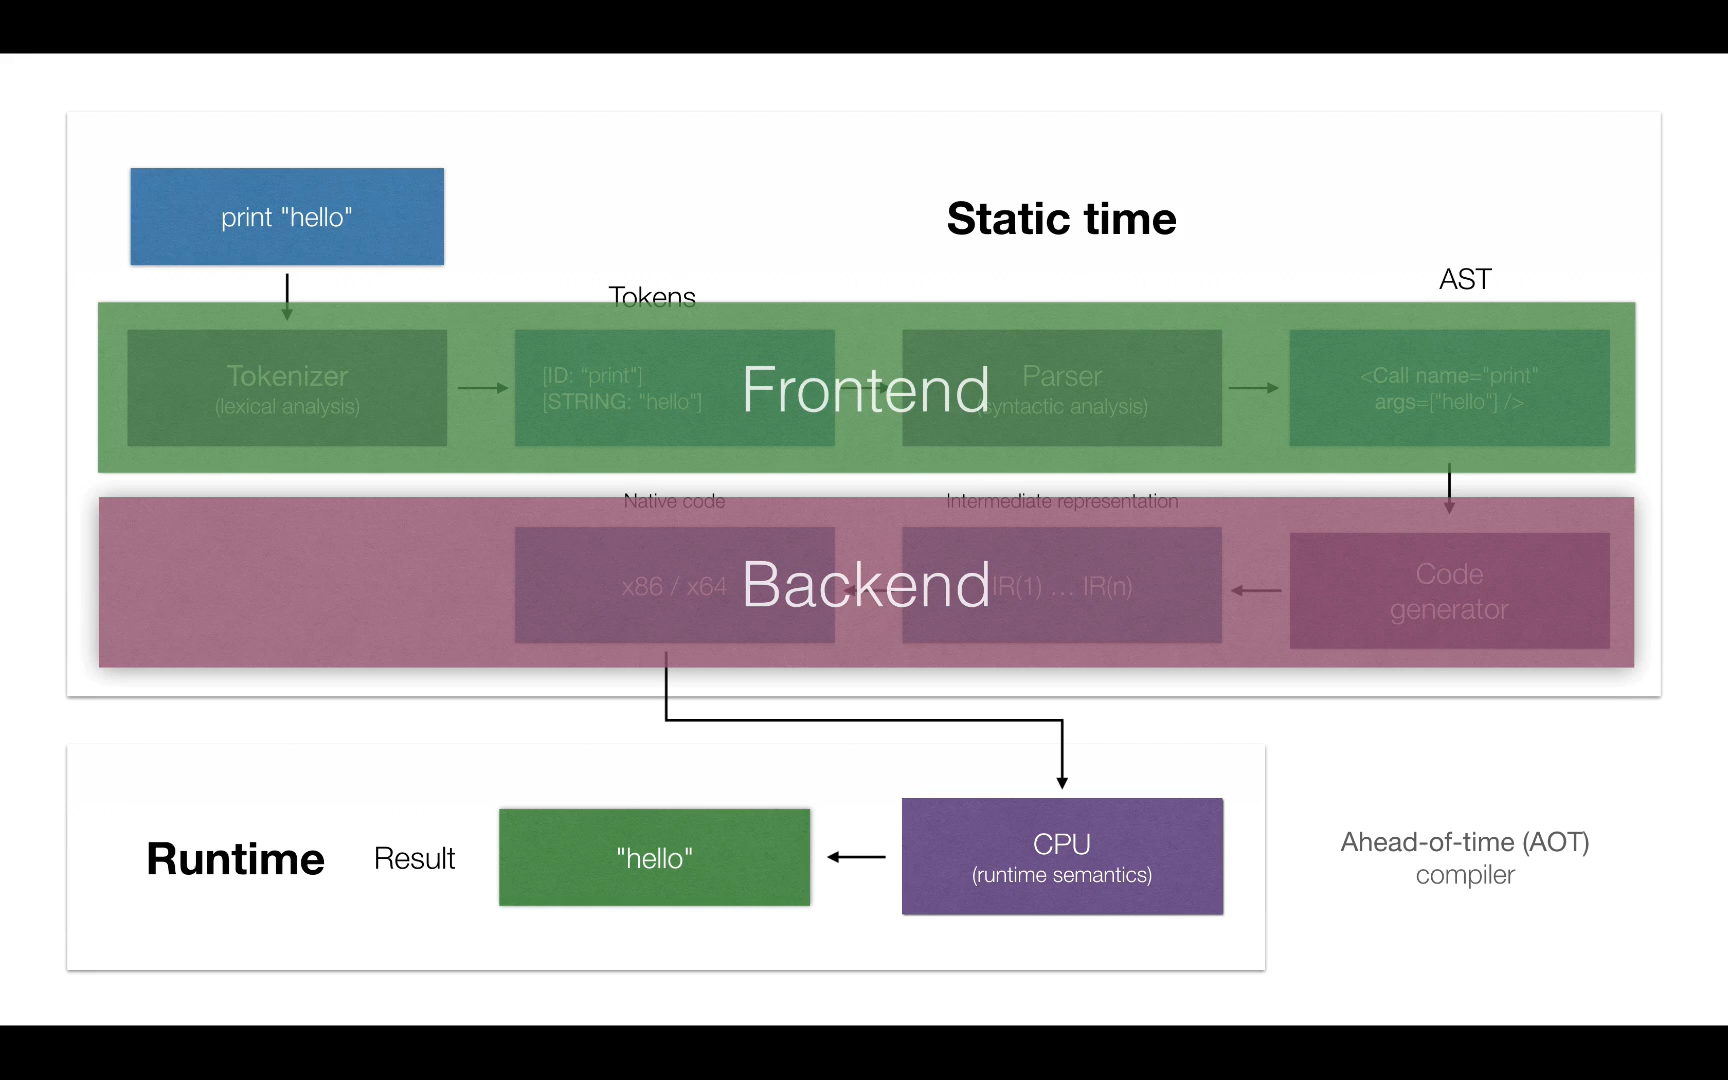 print "hello"
Static time
Tokens
AST
Tokenizer
(lexical analysis)
[ID: "print"]
[STRING: "hello"]
Frontend
Parser
(syntactic analysis)
<Call name="print"
args=["hello"] />
Native code
Intermediate representation
x86 / x64
Backend
IR(1) ... IR(n)
Code
generator
Runtime
Result
"hello"
CPU
(runtime semantics)
Ahead-of-time (AOT)
compiler